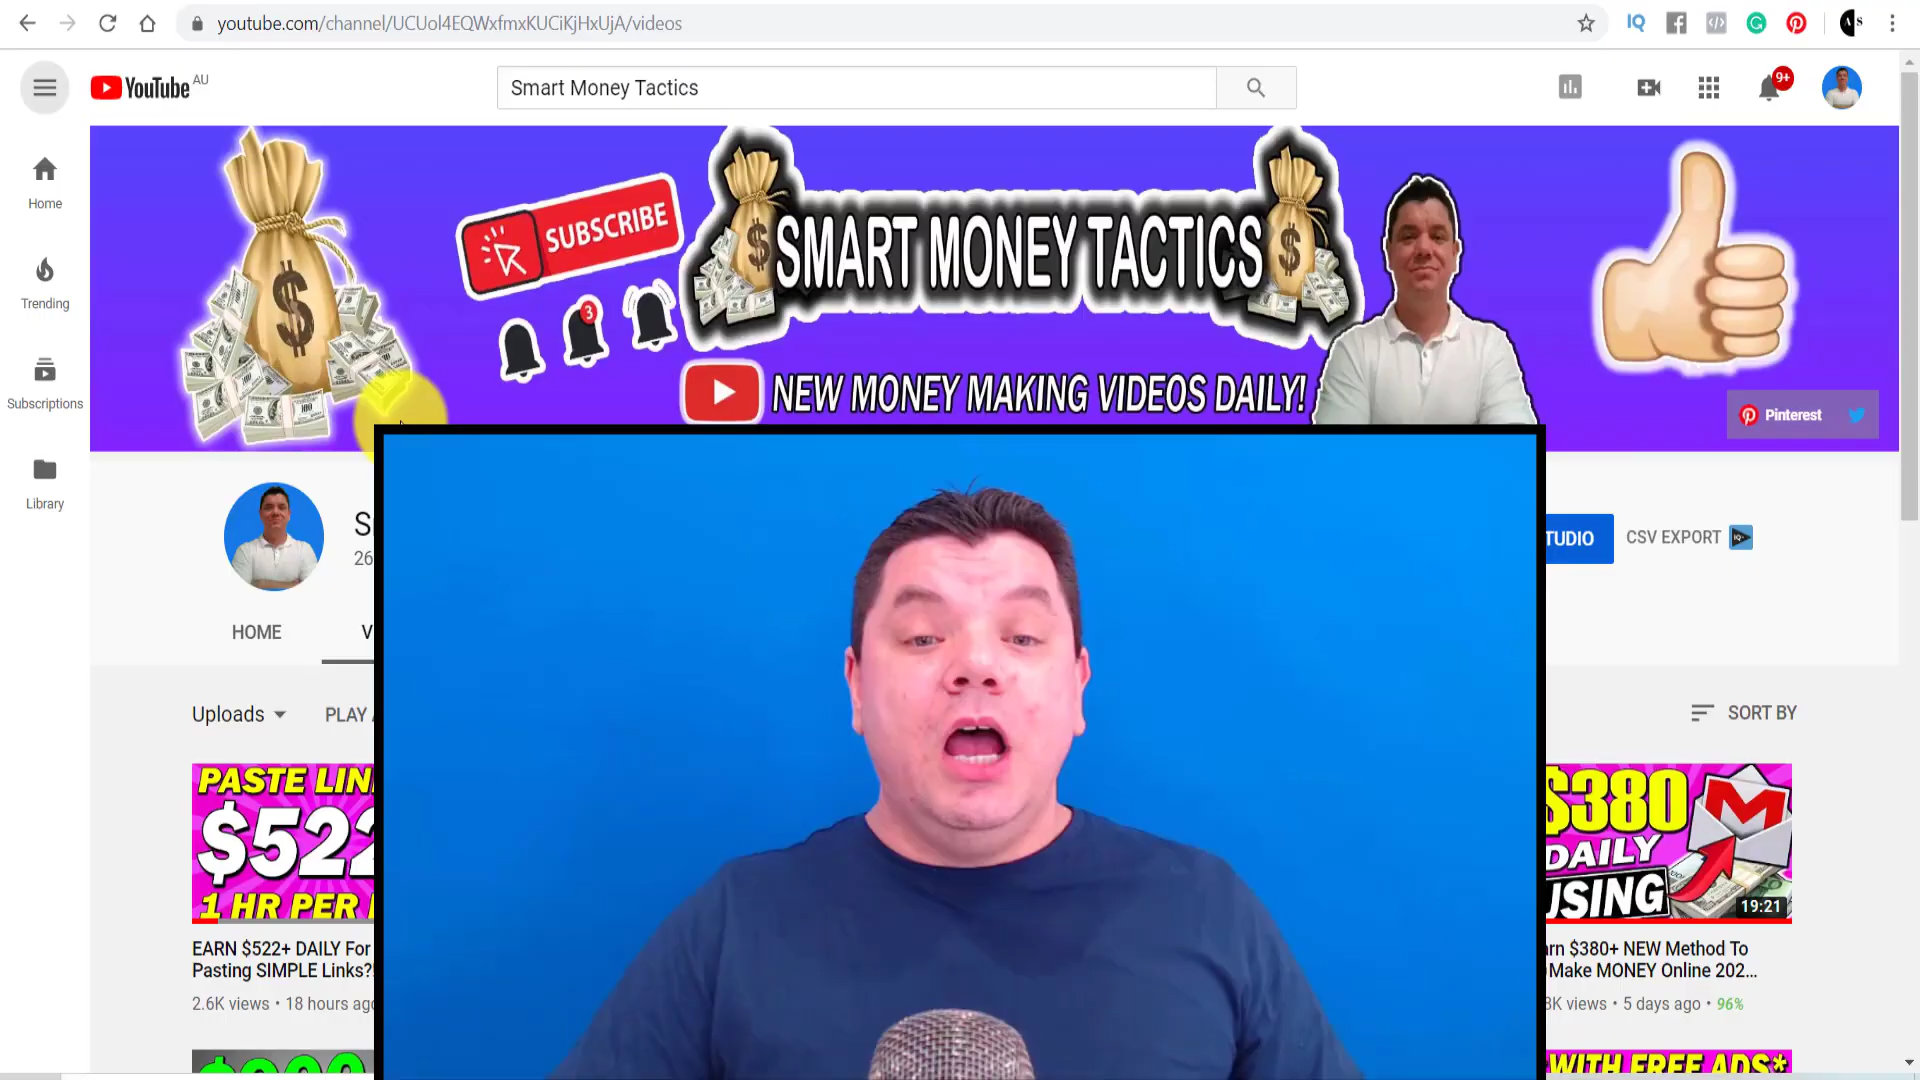 youtube.com/channel/UCUol4EQWxfmxKUCiKjHxUjA/videos
IQ
AS
YouTube AU
Smart Money Tactics
9+
Home
Trending
Subscriptions
Library
SUBSCRIBE
3
$
$ SMART MONEY TACTICS $
NEW MONEY MAKING VIDEOS DAILY!
Pinterest
S
26
TUDIO
CSV EXPORT
HOME
V
Uploads
PLAY
SORT BY
PASTE LIN
$522
1 HR PER
EARN $522+ DAILY For
Pasting SIMPLE Links?!
2.6K views • 18 hours ago
$380
DAILY
USING
19:21
rn $380+ NEW Method To
Make MONEY Online 202...
K views • 5 days ago • 96%
WITH FREE ADS*